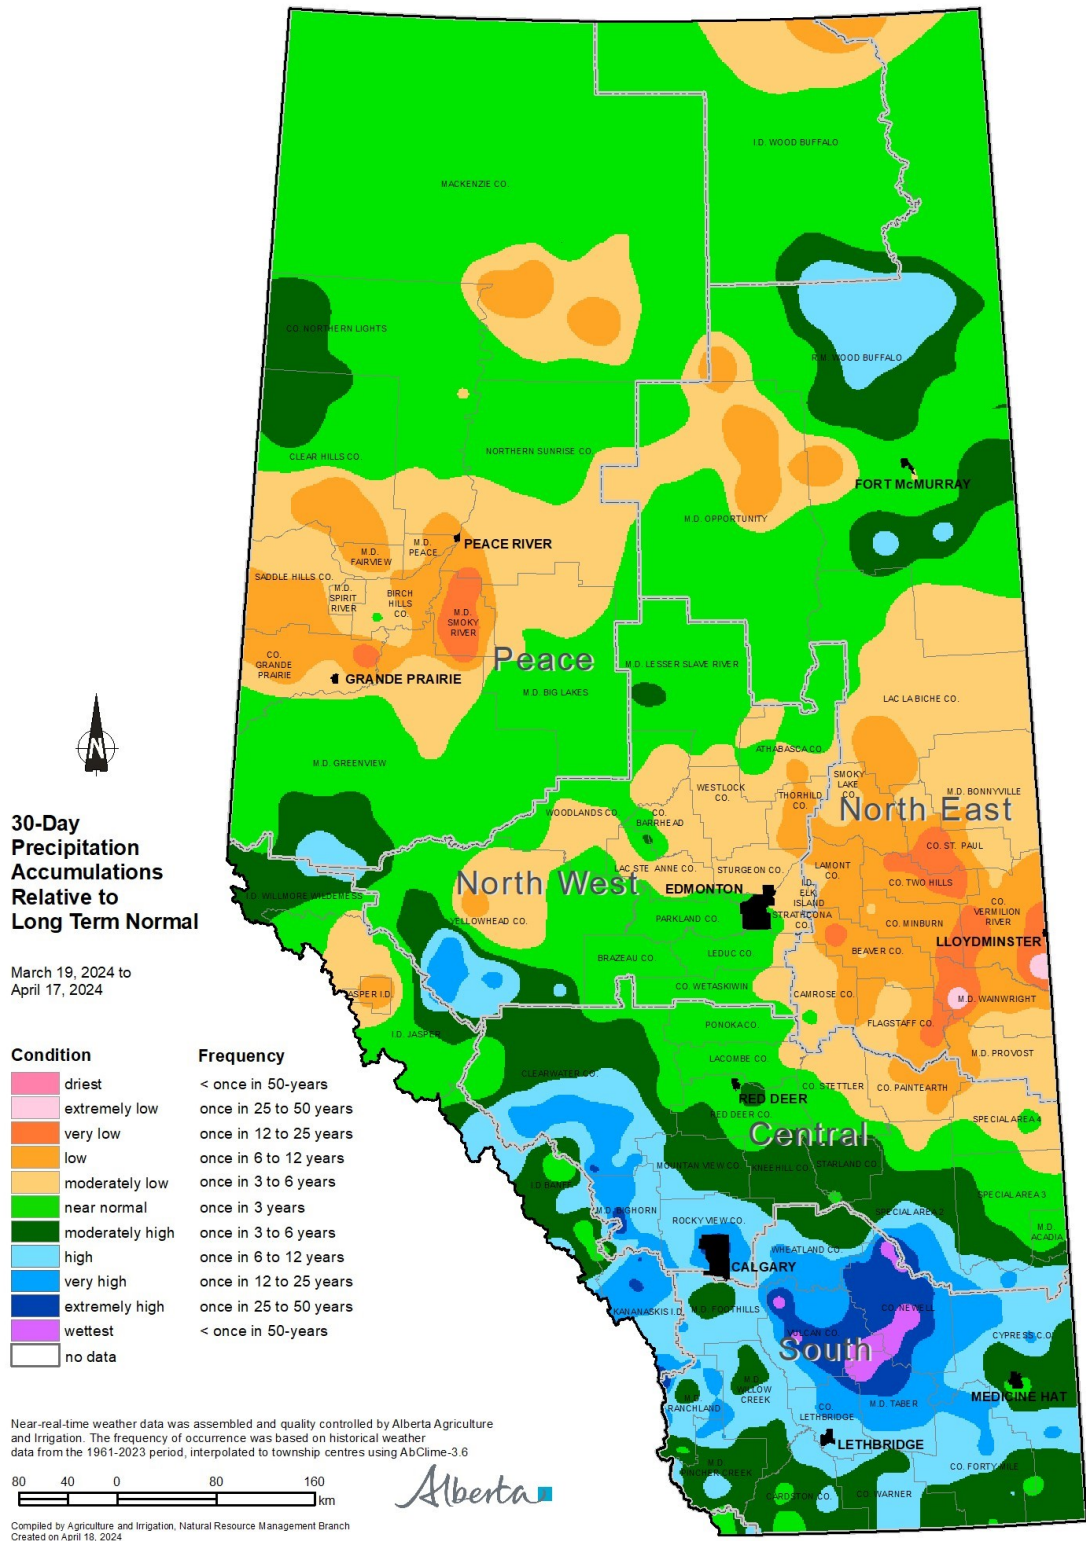 I.D. WOOD BUFFALO
MACKENZIE CO.
CO. NORTHERN LIGHTS
R.M. WOOD BUFFALO
CLEAR HILLS CO.
NORTHERN SUNRISE CO.
FORT McMURRAY
M.D. OPPORTUNITY
PEACE RIVER
M.D.
PEACE
M.D.
FAIRVIEW
SADDLE HILLS CO.
M.D.
SPIRIT
RIVER
BIRCH
HILLS
CO.
M.D.
SMOKY
RIVER
Peace
CO.
GRANDE
PRAIRIE
GRANDE PRAIRIE
M.D. LESSER SLAVE RIVER
M.D. BIG LAKES
LAC LA BICHE CO.
ATHABASCA CO.
M.D. GREENVIEW
N
SMOKY
LAKE
CO.
WESTLOCK
CO.
THORHILD
CO.
M.D. BONNYVILLE
North East
WOODLANDS CO.
CO.
BARRHEAD
30-Day
Precipitation
Accumulations
Relative to
Long Term Normal
CO. ST. PAUL
LAC STE ANNE CO.
STURGEON CO.
LAMONT
CO.
CO. TWO HILLS
North West
EDMONTON
I.D.
ELK
ISLAND
I.D. WILLMORE WILDERNESS
CO.
VERMILION
RIVER
YELLOWHEAD CO.
PARKLAND CO.
STRATHCONA
CO.
CO. MINBURN
LLOYDMINSTER
BRAZEAU CO.
LEDUC CO
BEAVER CO.
March 19, 2024 to
April 17, 2024
CO. WETASKIWIN
CAMROSE CO.
JASPER I.D.
M.D. WAINWRIGHT
I.D. JASPER
PONOKA CO.
FLAGSTAFF CO.
M.D. PROVOST
LACOMBE CO
CLEARWATER CO.
CO. STETTLER
CO. PAINTEARTH
RED DEER
RED DEER CO.
SPECIAL AREA 4
Central
MOUNTAIN VIEW CO.
KNEEHILL CO.
STARLAND CO.
I.D BANFF
SPECIAL AREA 3
M.D. BIGHORN
ROCKY VIEW CO.
SPECIAL AREA 2
M.D.
ACADIA
WHEATLAND CO.
CALGARY
KANANASKIS I.D.
M.D. FOOTHILLS
CO. NEWELL
VULCAN CO.
South
CYPRESS CO.
M.D.
WILLOW
CREEK
MEDICINE HAT
M.D.
RANCHLAND
M.D. TABER
CO.
LETHBRIDGE
LETHBRIDGE
M.D.
PINCHER CREEK
CO. FORTY MILE
CARDSTON CO.
CO. WARNER
Condition Frequency
driest < once in 50-years
extremely low once in 25 to 50 years
very low once in 12 to 25 years
low once in 6 to 12 years
moderately low once in 3 to 6 years
near normal once in 3 years
moderately high once in 3 to 6 years
high once in 6 to 12 years
very high once in 12 to 25 years
extremely high once in 25 to 50 years
wettest < once in 50-years
no data
Near-real-time weather data was assembled and quality controlled by Alberta Agriculture
and Irrigation. The frequency of occurrence was based on historical weather
data from the 1961-2023 period, interpolated to township centres using AbClime-3.6
80 40 0 80 160
km
Alberta
Compiled by Agriculture and Irrigation, Natural Resource Management Branch
Created on April 18, 2024